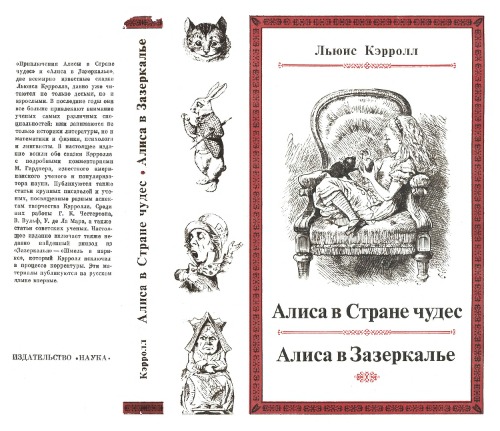 «Приключения Алисы в Стране
чудес» и «Алиса в Зазеркалье»,
две всемирно известные сказки
Льюиса Кэрролла, давно уже чи-
таются не только детьми, но и
взрослыми. В последние годы они
все больше привлекают внимание
ученых самых различных спе-
циальностей: ими занимаются не
только историки литературы, но и
математики и физики, психологи
и лингвисты. В настоящее изда-
ние вошли обе сказки Кэрролла
с подробными комментариями
М. Гарднера, известного амери-
канского ученого и популяризато-
ра науки. Публикуются также
статьи крупных писателей и уче-
ных, посвященные разным аспек-
там творчества Кэрролла. Среди
них работы Г. К. Честертона,
В. Вульф, У. де Ла Мара, а также
статьи советских ученых. Настоя-
щее издание включает также не-
давно найденный эпизод из
«Зазеркалья» — «Шмель в пари-
ке», который Кэрролл исключил
в процессе корректуры. Эти ма-
териалы публикуются на русском
языке впервые.
ИЗДАТЕЛЬСТВО «НАУКА»
Кэрролл Алиса в Стране чудес • Алиса в Зазеркалье
Льюис Кэрролл
Алиса в Стране чудес
Алиса в Зазеркалье